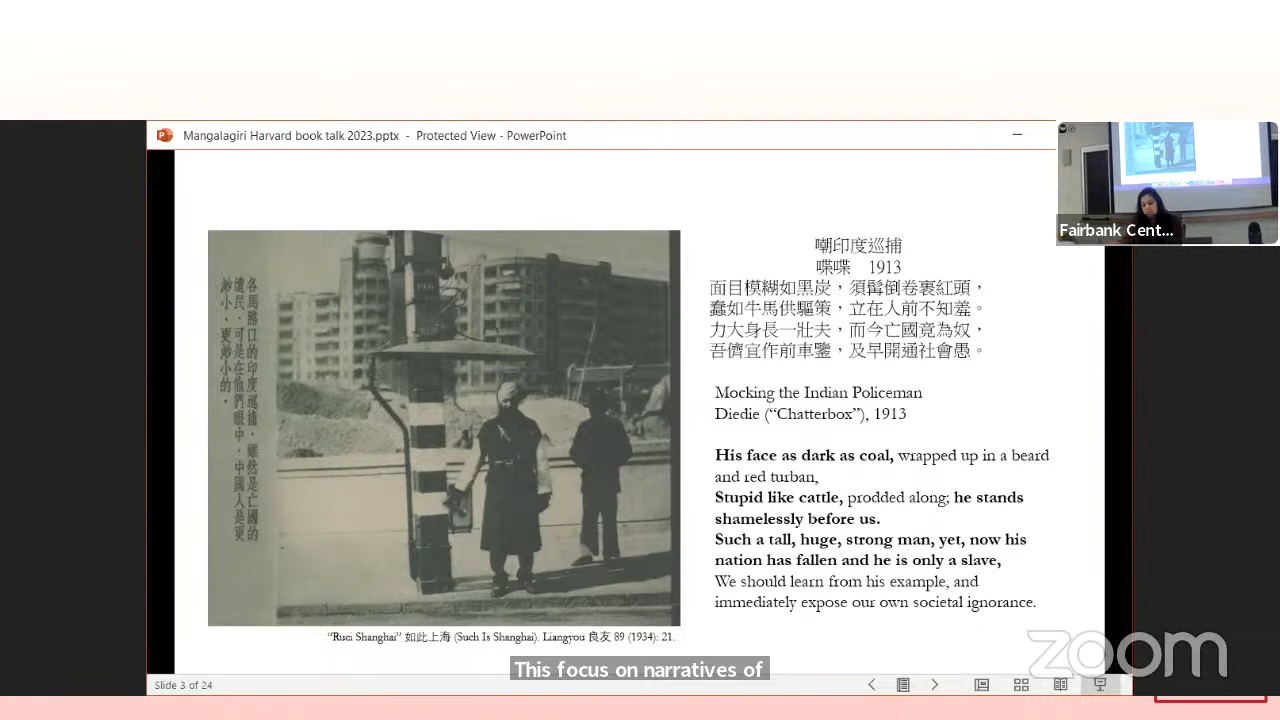 Mangalagiri Harvard book talk 2023.pptx - Protected View - PowerPoint
Fairbank Cent...
各馬路口的印度巡捕，雖然是亡國的
遺民、可是在他們眼中，中國人是更
渺小，更渺小的。
嘲印度巡捕
喋喋 1913
面目模糊如黑炭，須髯倒卷裹紅頭，
蠢如牛馬供驅策，立在人前不知羞。
力大身長一壯夫，而今亡國竟為奴，
吾儕宜作前車鑒，及早開通社會愚。
Mocking the Indian Policeman
Diedie (“Chatterbox”), 1913
His face as dark as coal, wrapped up in a beard
and red turban,
Stupid like cattle, prodded along; he stands
shamelessly before us.
Such a tall, huge, strong man, yet, now his
nation has fallen and he is only a slave,
We should learn from his example, and
immediately expose our own societal ignorance.
“Ruci Shanghai” 如此上海 (Such Is Shanghai). Liangyou 良友 89 (1934): 21.
This focus on narratives of
zoom
Slide 3 of 24